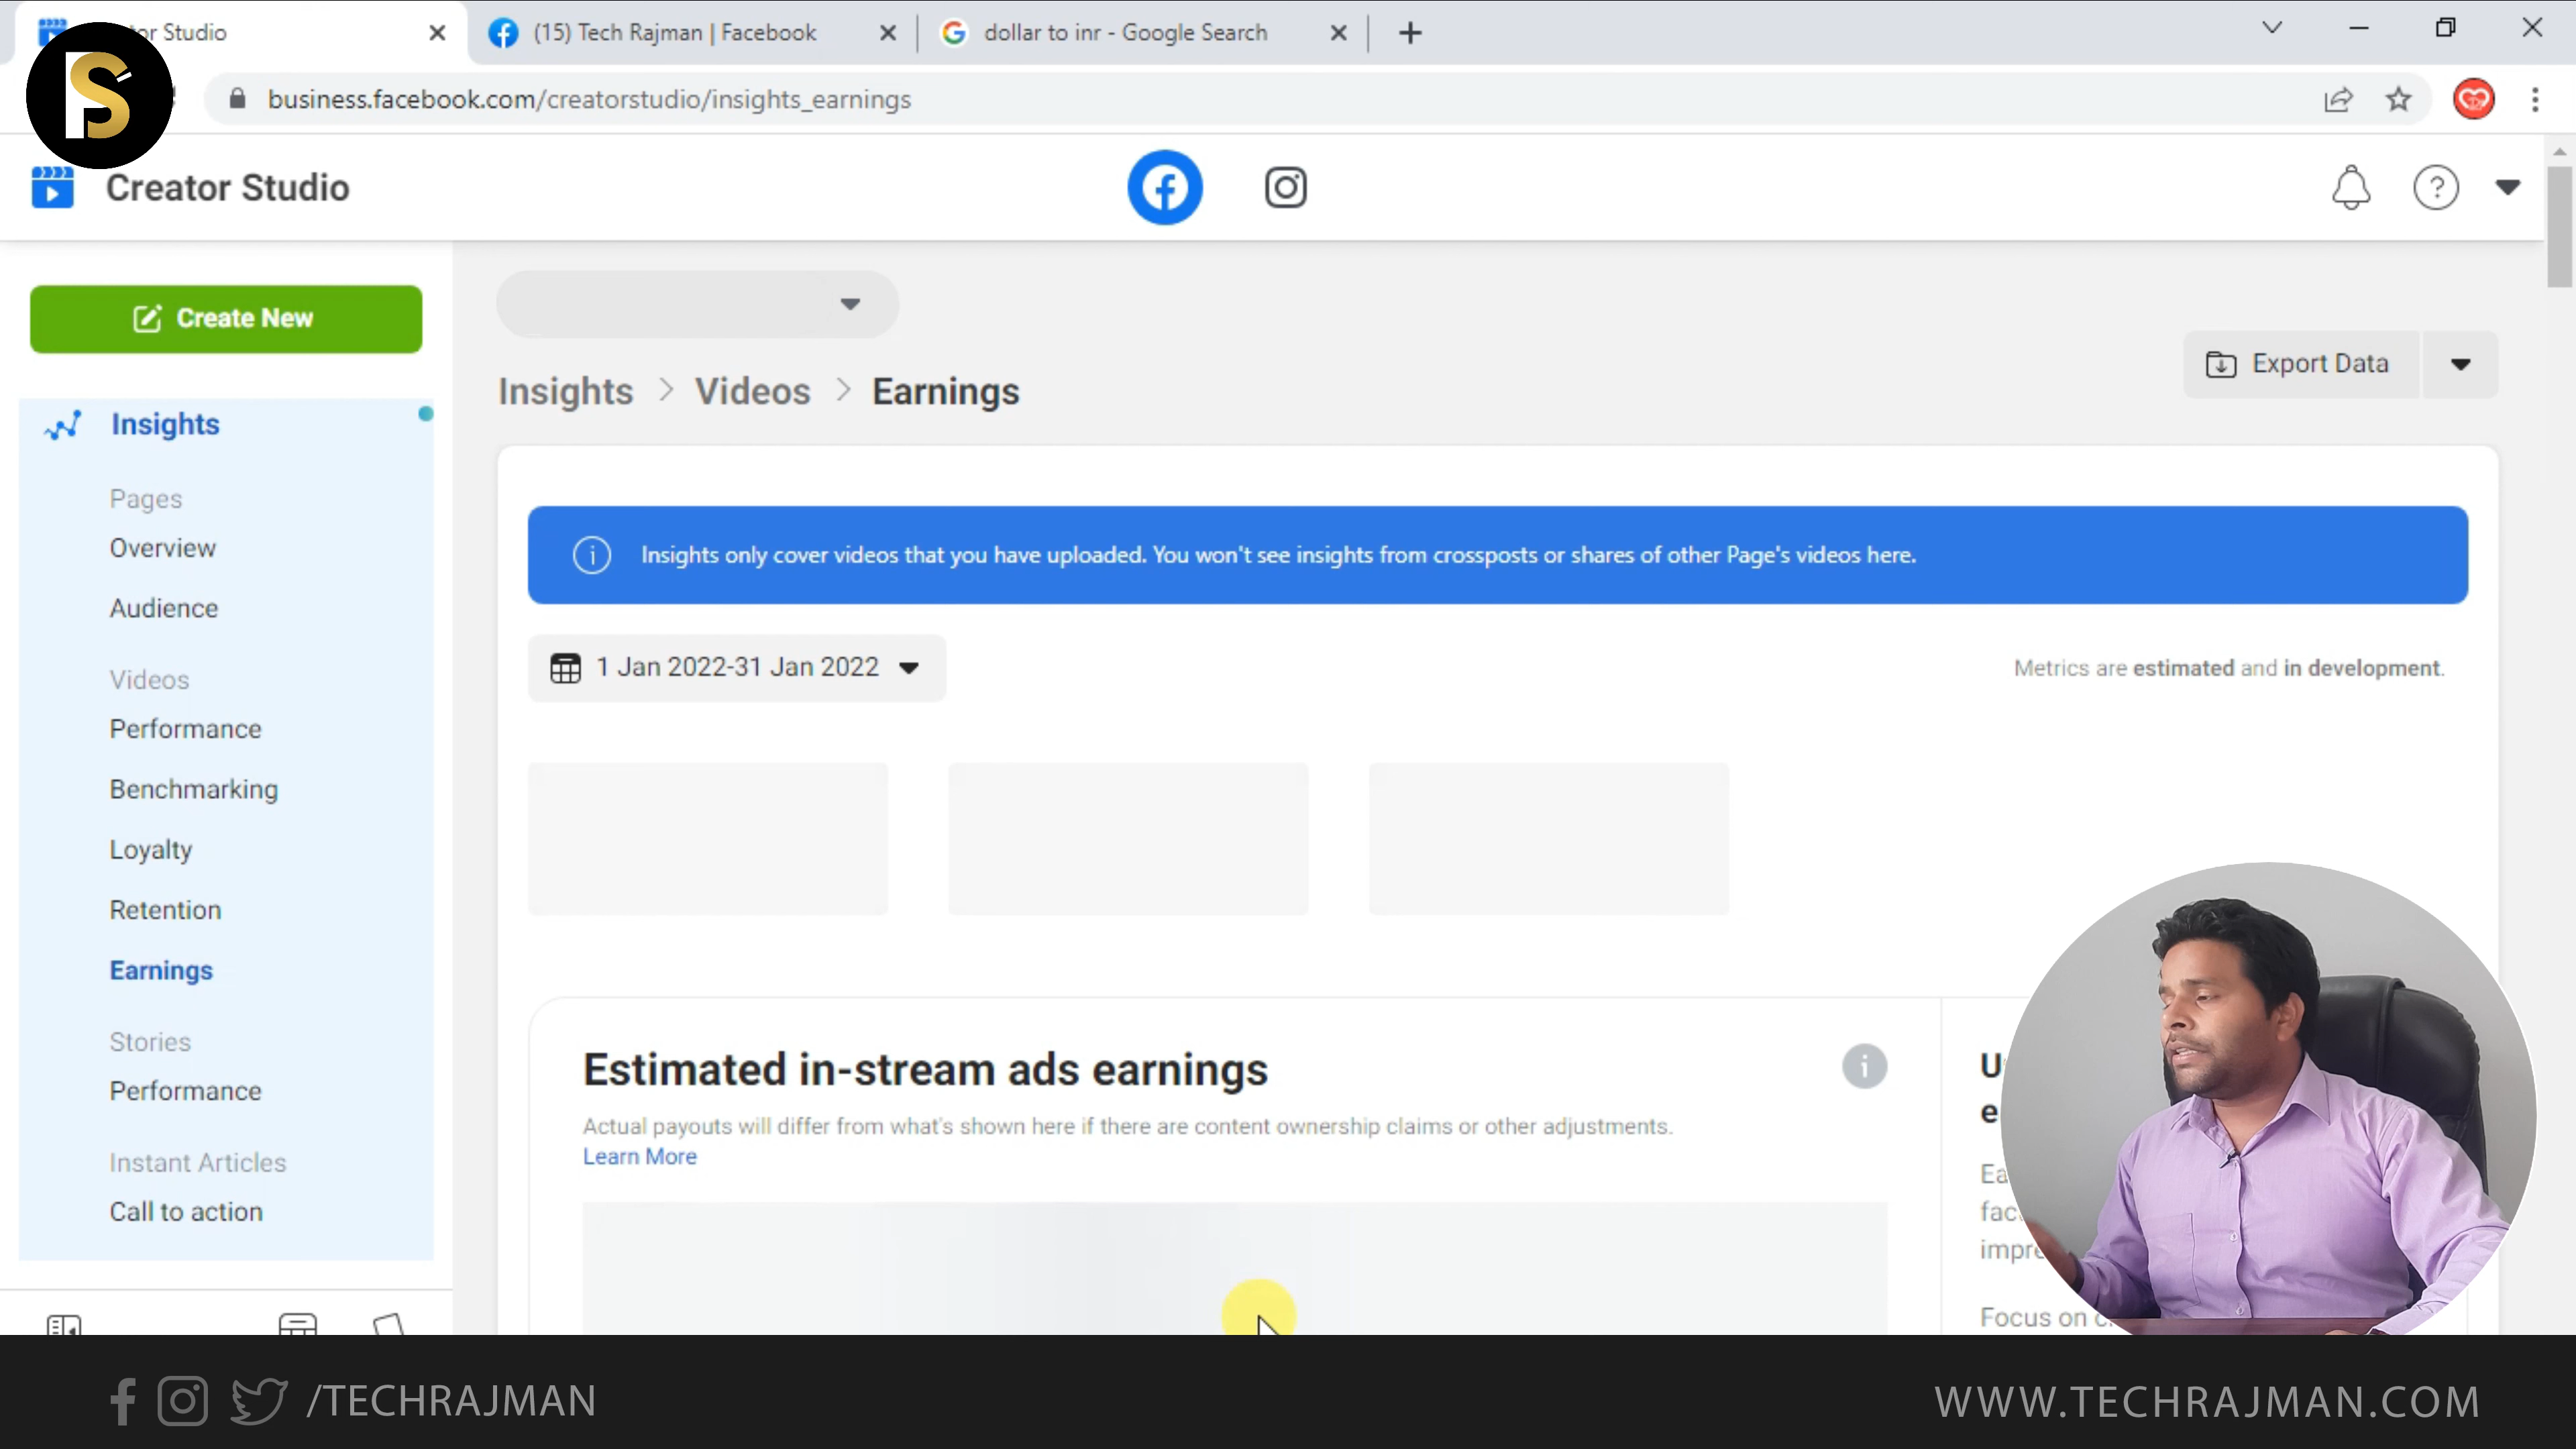 or Studio
(15) Tech Rajman | Facebook
dollar to inr - Google Search
PS
business.facebook.com/creatorstudio/insights_earnings
Creator Studio
Create New
Export Data
Insights > Videos > Earnings
Insights
Pages
Overview
Audience
Videos
Performance
Benchmarking
Loyalty
Retention
Earnings
Stories
Performance
Instant Articles
Call to action
Insights only cover videos that you have uploaded. You won't see insights from crossposts or shares of other Page's videos here.
1 Jan 2022-31 Jan 2022
Metrics are estimated and in development.
Estimated in-stream ads earnings
Actual payouts will differ from what's shown here if there are content ownership claims or other adjustments.
Learn More
Focus on
/TECHRAJMAN
WWW.TECHRAJMAN.COM